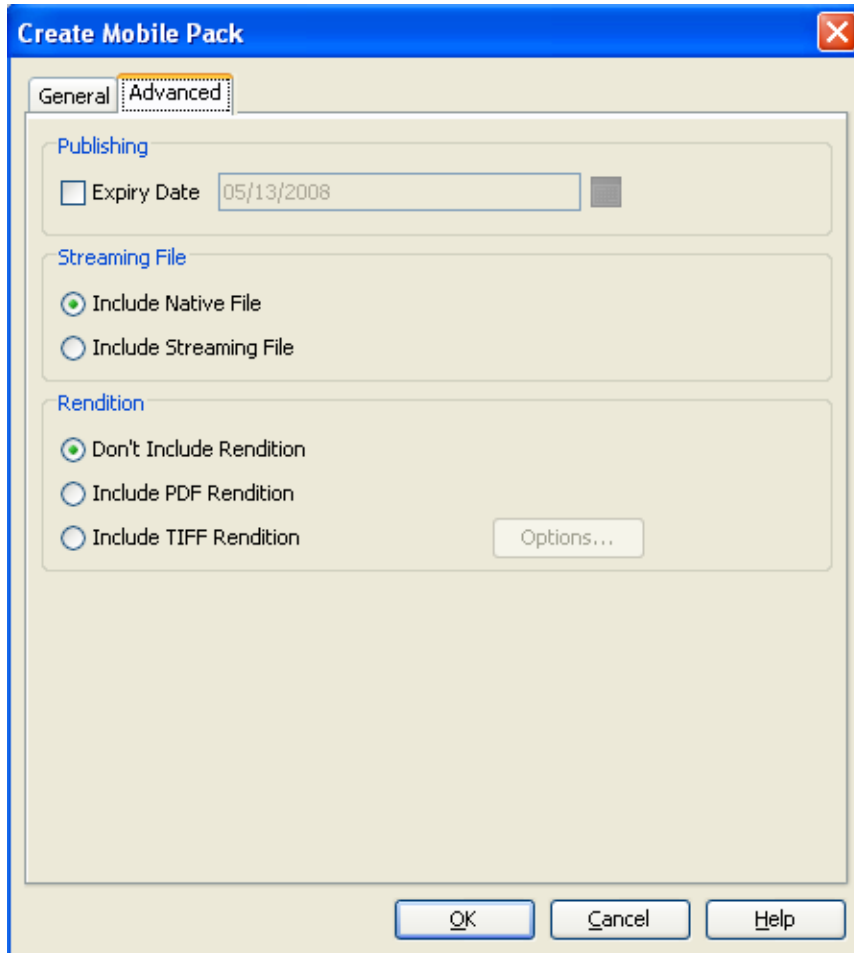 Create Mobile Pack
General Advanced
Publishing
Expiry Date 05/13/2008
Streaming File
Include Native File
Include Streaming File
Rendition
Don't Include Rendition
Include PDF Rendition
Include TIFF Rendition Options...
OK Cancel Help